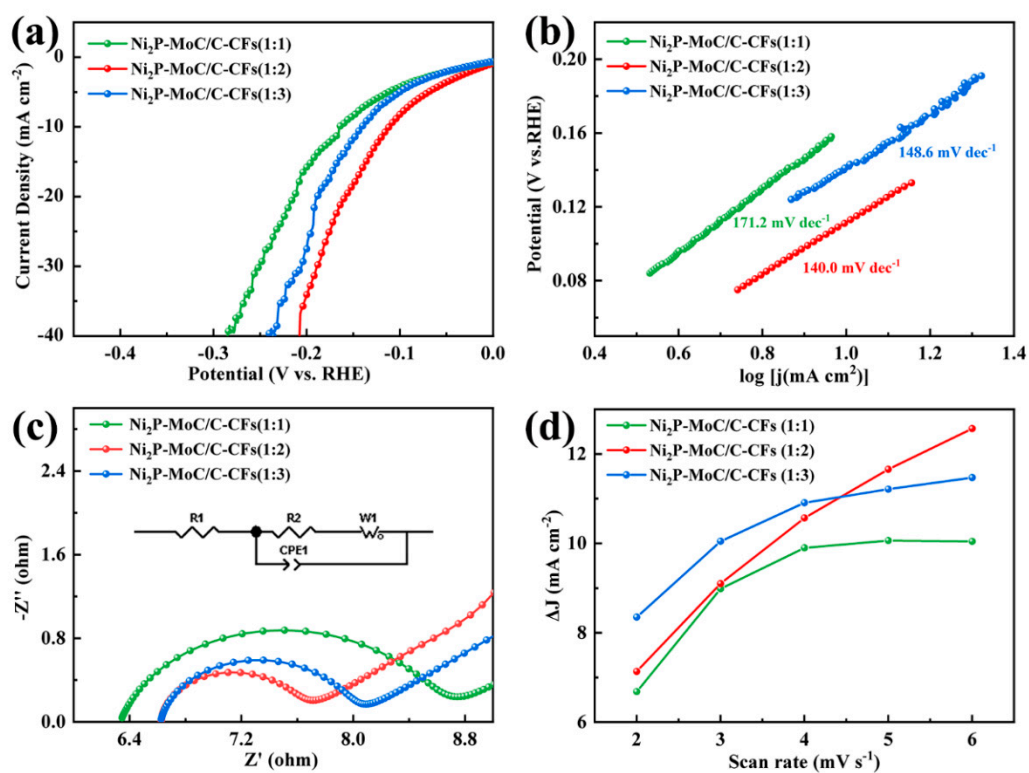 (a)
Ni₂P-MoC/C-CFs(1:1)
Ni₂P-MoC/C-CFs(1:2)
Ni₂P-MoC/C-CFs(1:3)
Current Density (mA cm⁻²)
0
-10
-20
-30
-40
-0.4 -0.3 -0.2 -0.1 0.0
Potential (V vs. RHE)
(b)
Ni₂P-MoC/C-CFs(1:1)
Ni₂P-MoC/C-CFs(1:2)
Ni₂P-MoC/C-CFs(1:3)
Potential (V vs.RHE)
0.20
0.16
0.12
0.08
148.6 mV dec⁻¹
171.2 mV dec⁻¹
140.0 mV dec⁻¹
0.4 0.6 0.8 1.0 1.2 1.4
log [j(mA cm²)]
(c)
Ni₂P-MoC/C-CFs(1:1)
Ni₂P-MoC/C-CFs(1:2)
Ni₂P-MoC/C-CFs(1:3)
-Z'' (ohm)
2.4
1.6
0.8
0.0
R1 R2 W1
CPE1
6.4 7.2 8.0 8.8
Z' (ohm)
(d)
Ni₂P-MoC/C-CFs (1:1)
Ni₂P-MoC/C-CFs (1:2)
Ni₂P-MoC/C-CFs (1:3)
ΔJ (mA cm⁻²)
12
10
8
6
2 3 4 5 6
Scan rate (mV s⁻¹)